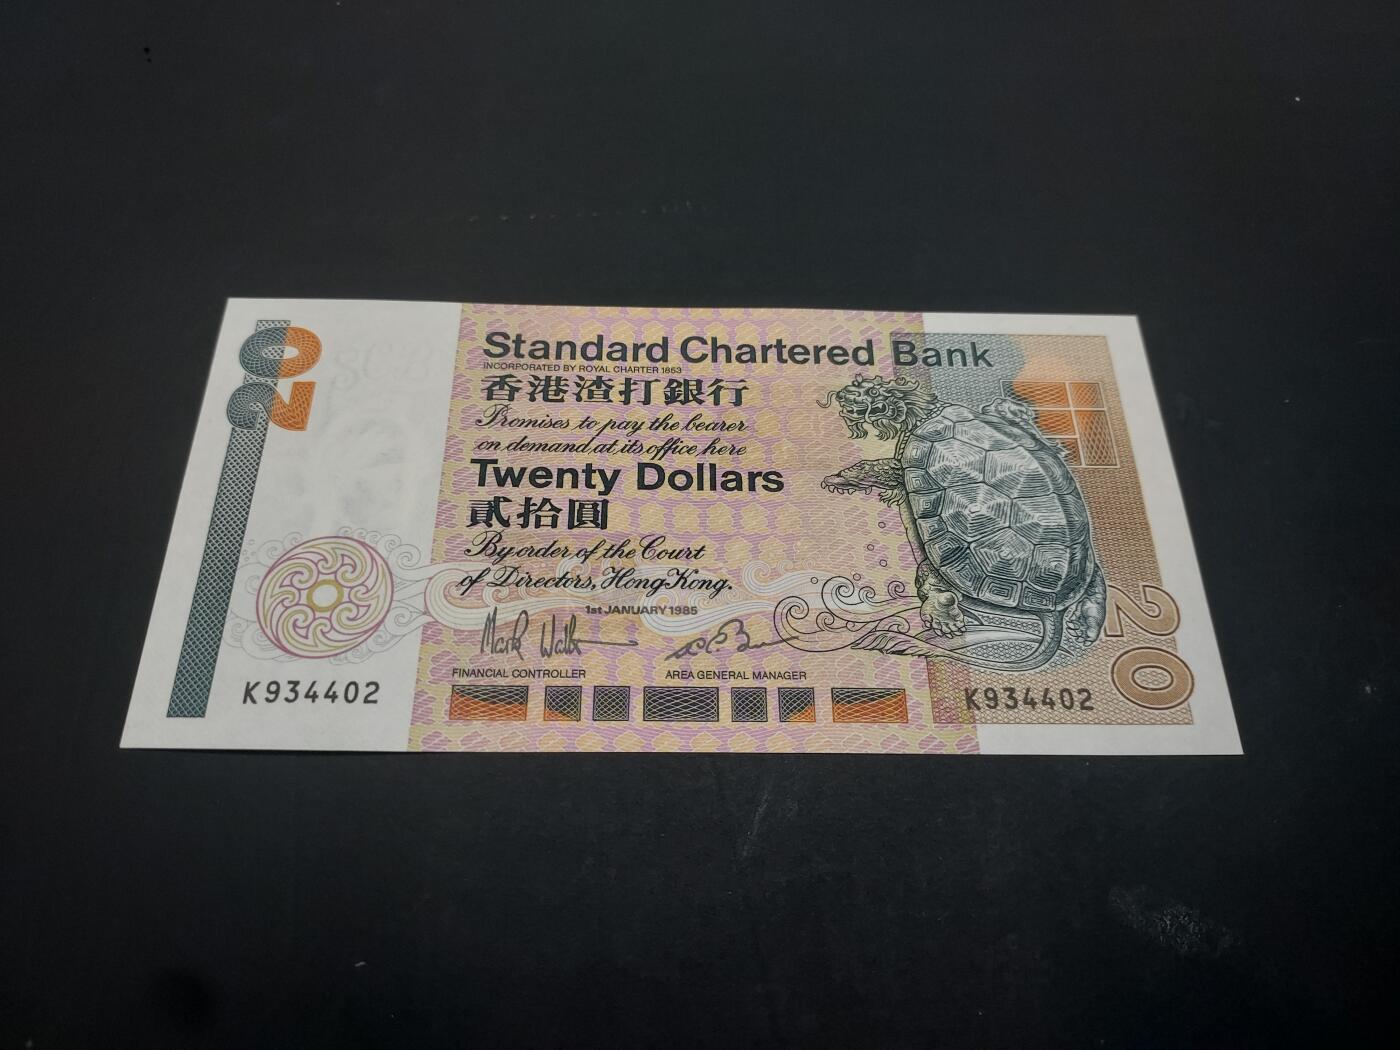 20
Standard Chartered Bank
INCORPORATED BY ROYAL CHARTER 1853
香港渣打銀行
Promises to pay the bearer
on demand at its office here
Twenty Dollars
貳拾圓
By order of the Court
of Directors, Hong Kong.
1st JANUARY 1985
FINANCIAL CONTROLLER
AREA GENERAL MANAGER
K934402
K934402
20